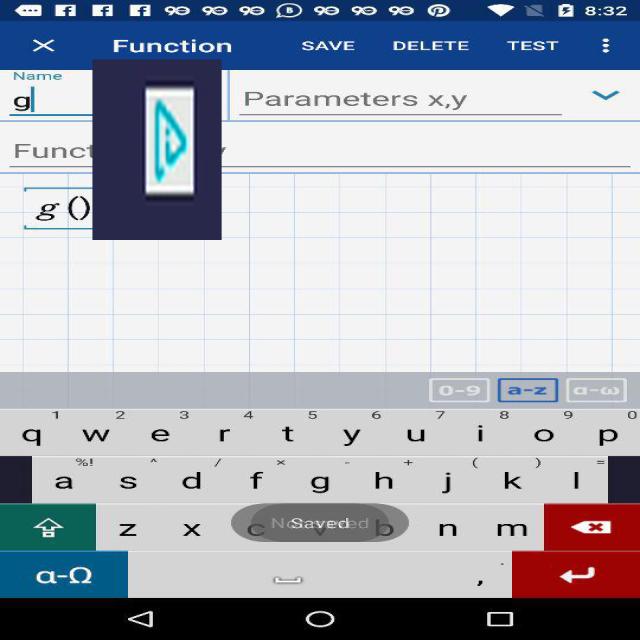 8:32
Function SAVE DELETE TEST
Name
g Parameters x,y
Funct y
g ()
0-9 a-z α-ω
1 2 3 4 5 6 7 8 9 0
q w e r t y u i o p
%! ^ / × - + ( ) =
a s d f g h j k l
z x c v b n m
Saved
α-Ω , .